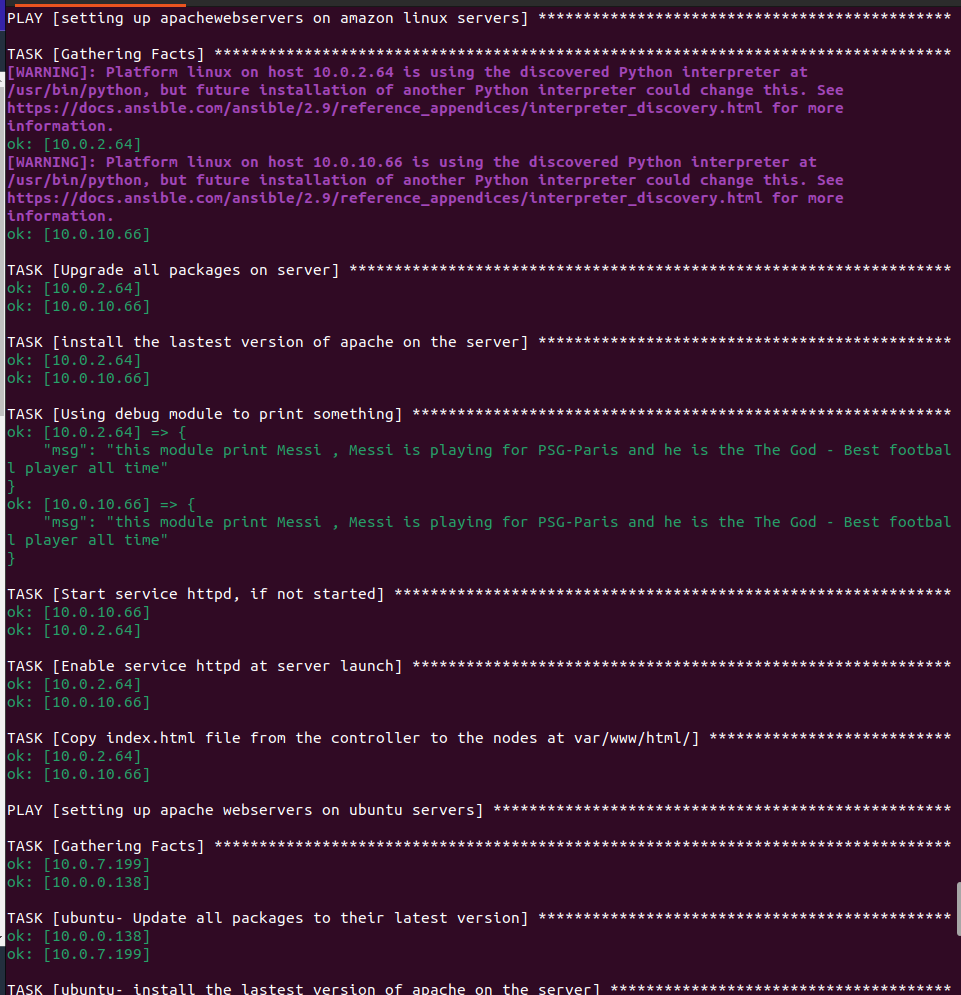 PLAY [setting up apachewebservers on amazon linux servers] **********************************************
TASK [Gathering Facts] **********************************************************************************
[WARNING]: Platform linux on host 10.0.2.64 is using the discovered Python interpreter at
/usr/bin/python, but future installation of another Python interpreter could change this. See
https://docs.ansible.com/ansible/2.9/reference_appendices/interpreter_discovery.html for more
information.
ok: [10.0.2.64]
[WARNING]: Platform linux on host 10.0.10.66 is using the discovered Python interpreter at
/usr/bin/python, but future installation of another Python interpreter could change this. See
https://docs.ansible.com/ansible/2.9/reference_appendices/interpreter_discovery.html for more
information.
ok: [10.0.10.66]
TASK [Upgrade all packages on server] *******************************************************************
ok: [10.0.2.64]
ok: [10.0.10.66]
TASK [install the lastest version of apache on the server] **********************************************
ok: [10.0.2.64]
ok: [10.0.10.66]
TASK [Using debug module to print something] ************************************************************
ok: [10.0.2.64] => {
    "msg": "this module print Messi , Messi is playing for PSG-Paris and he is the The God - Best footbal
l player all time"
}
ok: [10.0.10.66] => {
    "msg": "this module print Messi , Messi is playing for PSG-Paris and he is the The God - Best footbal
l player all time"
}
TASK [Start service httpd, if not started] **************************************************************
ok: [10.0.10.66]
ok: [10.0.2.64]
TASK [Enable service httpd at server launch] ************************************************************
ok: [10.0.2.64]
ok: [10.0.10.66]
TASK [Copy index.html file from the controller to the nodes at var/www/html/] ***************************
ok: [10.0.2.64]
ok: [10.0.10.66]
PLAY [setting up apache webservers on ubuntu servers] ***************************************************
TASK [Gathering Facts] **********************************************************************************
ok: [10.0.7.199]
ok: [10.0.0.138]
TASK [ubuntu- Update all packages to their latest version] **********************************************
ok: [10.0.0.138]
ok: [10.0.7.199]
TASK [ubuntu- install the lastest version of apache on the server] **************************************